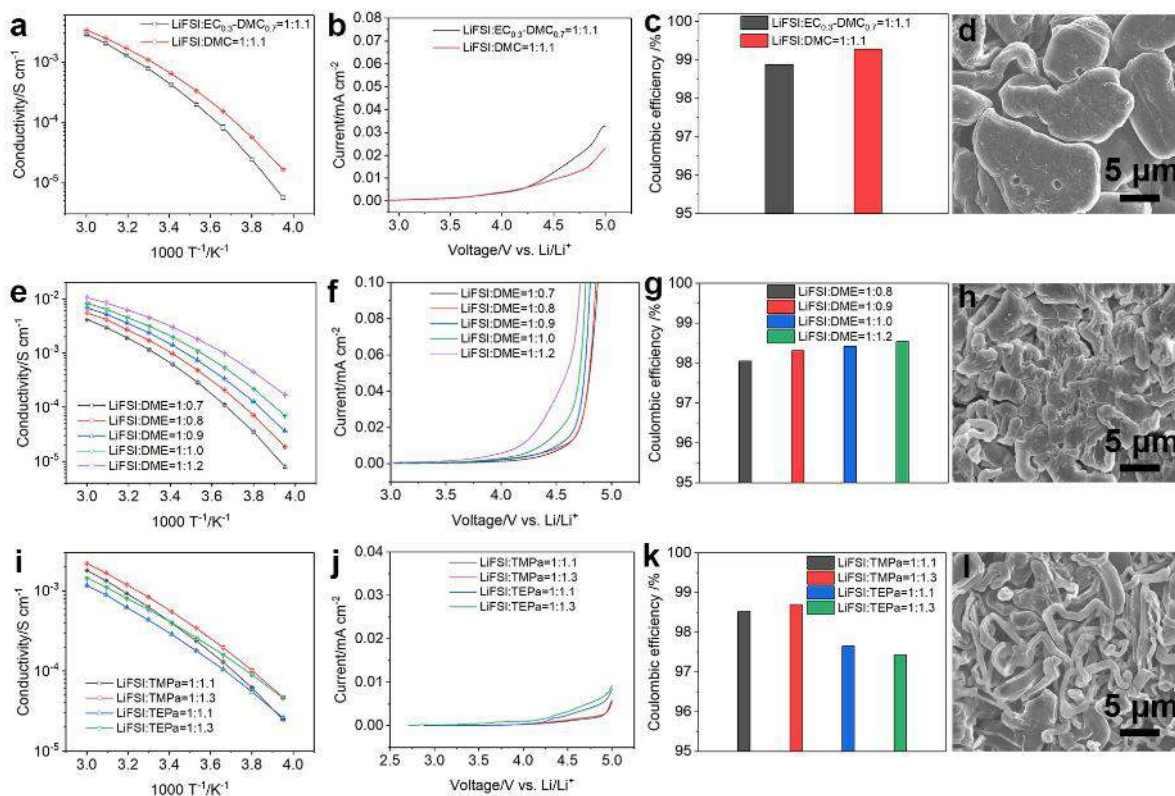 a
LiFSI:EC0.3-DMC0.7=1:1.1
LiFSI:DMC=1:1.1
Conductivity/S cm-1
10-3
10-4
10-5
3.0 3.2 3.4 3.6 3.8 4.0
1000 T-1/K-1
b
LiFSI:EC0.3-DMC0.7=1:1.1
LiFSI:DMC=1:1.1
Current/mA cm-2
0.08
0.07
0.06
0.05
0.04
0.03
0.02
0.01
0.00
3.0 3.5 4.0 4.5 5.0
Voltage/V vs. Li/Li+
c
LiFSI:EC0.3-DMC0.7=1:1.1
LiFSI:DMC=1:1.1
Coulombic efficiency /%
100
99
98
97
96
95
d
5 μm
e
Conductivity/S cm-1
10-2
10-3
10-4
10-5
LiFSI:DME=1:0.7
LiFSI:DME=1:0.8
LiFSI:DME=1:0.9
LiFSI:DME=1:1.0
LiFSI:DME=1:1.2
3.0 3.2 3.4 3.6 3.8 4.0
1000 T-1/K-1
f
LiFSI:DME=1:0.7
LiFSI:DME=1:0.8
LiFSI:DME=1:0.9
LiFSI:DME=1:1.0
LiFSI:DME=1:1.2
Current/mA cm-2
0.10
0.08
0.06
0.04
0.02
0.00
3.0 3.5 4.0 4.5 5.0
Voltage/V vs. Li/Li+
g
LiFSI:DME=1:0.8
LiFSI:DME=1:0.9
LiFSI:DME=1:1.0
LiFSI:DME=1:1.2
Coulombic efficiency /%
100
99
98
96
95
h
5 μm
i
Conductivity/S cm-1
10-3
10-4
10-5
LiFSI:TMPa=1:1.1
LiFSI:TMPa=1:1.3
LiFSI:TEPa=1:1.1
LiFSI:TEPa=1:1.3
3.0 3.2 3.4 3.6 3.8 4.0
1000 T-1/K-1
j
LiFSI:TMPa=1:1.1
LiFSI:TMPa=1:1.3
LiFSI:TEPa=1:1.1
LiFSI:TEPa=1:1.3
Current/mA cm-2
0.04
0.03
0.02
0.01
0.00
2.5 3.0 3.5 4.0 4.5 5.0
Voltage/V vs. Li/Li+
k
LiFSI:TMPa=1:1.1
LiFSI:TMPa=1:1.3
LiFSI:TEPa=1:1.1
LiFSI:TEPa=1:1.3
Coulombic efficiency /%
100
99
98
97
96
95
l
5 μm